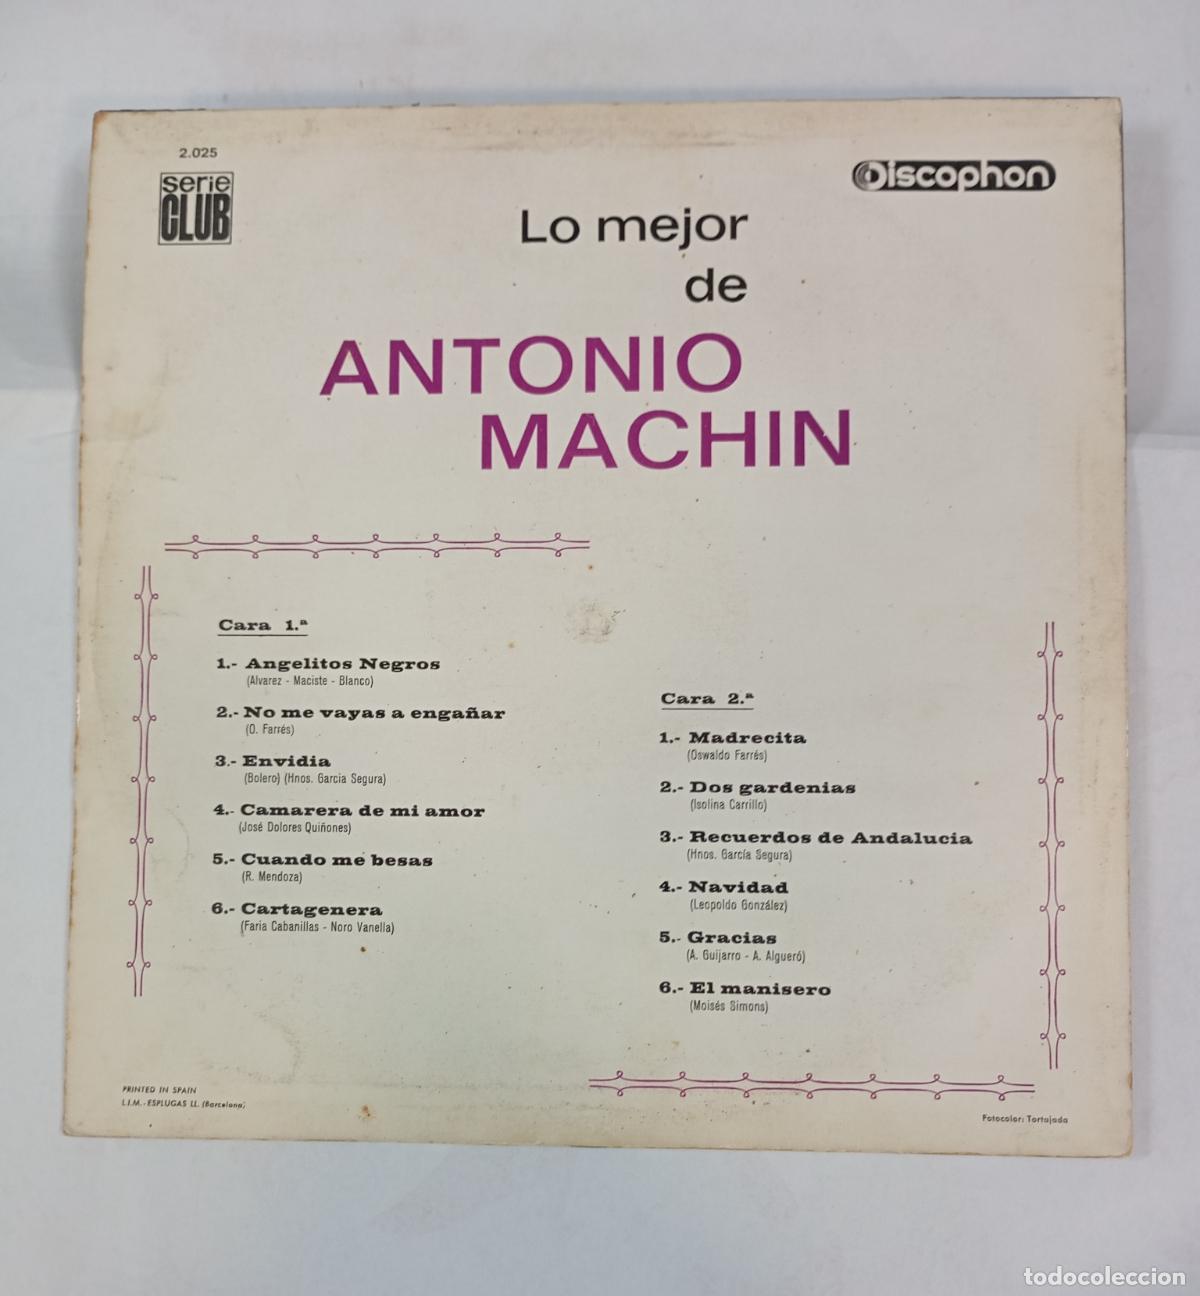 2.025
serie
CLUB
Discophon
Lo mejor
de
ANTONIO
MACHIN
Cara 1.ª
1.- Angelitos Negros
(Alvarez - Maciste - Blanco)
2.- No me vayas a engañar
(O. Farrés)
3.- Envidia
(Bolero) (Hnos. García Segura)
4.- Camarera de mi amor
(José Dolores Quiñones)
5.- Cuando me besas
(R. Mendoza)
6.- Cartagenera
(Faria Cabanillas - Noro Vanella)
Cara 2.ª
1.- Madrecita
(Oswaldo Farrés)
2.- Dos gardenias
(Isolina Carrillo)
3.- Recuerdos de Andalucia
(Hnos. García Segura)
4.- Navidad
(Leopoldo González)
5.- Gracias
(A. Guijarro - A. Algueró)
6.- El manisero
(Moisés Simons)
PRINTED IN SPAIN
I.I.M. - ESPLUGAS LL. (Barcelona)
Fotocolor: Tortajada
todocoleccion